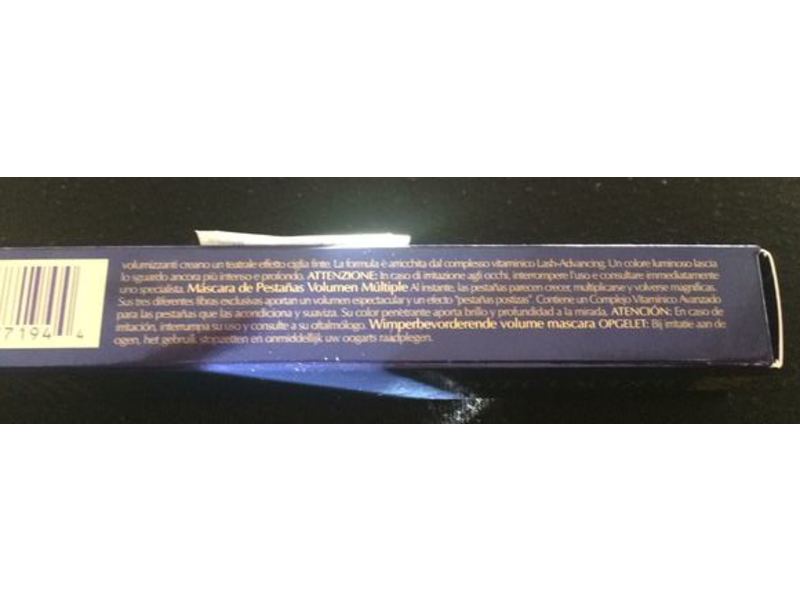 volumizzanti creano un teatrale effetto ciglia finte. La formula è arricchita dal complesso vitaminico Lash-Advancing. Un colore luminoso lascia
lo sguardo ancora più intenso e profondo. ATTENZIONE: In caso di irritazione agli occhi, interrompere l'uso e consultare immediatamente
uno specialista. Máscara de Pestañas Volumen Múltiple Al instante, las pestañas parecen crecer, multiplicarse y volverse magníficas.
Sus tres diferentes fibras exclusivas aportan un volumen espectacular y un efecto "pestañas postizas". Contiene un Complejo Vitamínico Avanzado
para las pestañas que las acondiciona y suaviza. Su color penetrante aporta brillo y profundidad a la mirada. ATENCIÓN: En caso de
irritación, interrumpa su uso y consulte a su oftalmólogo. Wimperbevorderende volume mascara OPGELET: Bij irritatie aan de
ogen, het gebruik stopzetten en onmiddellijk uw oogarts raadplegen.
7194 4